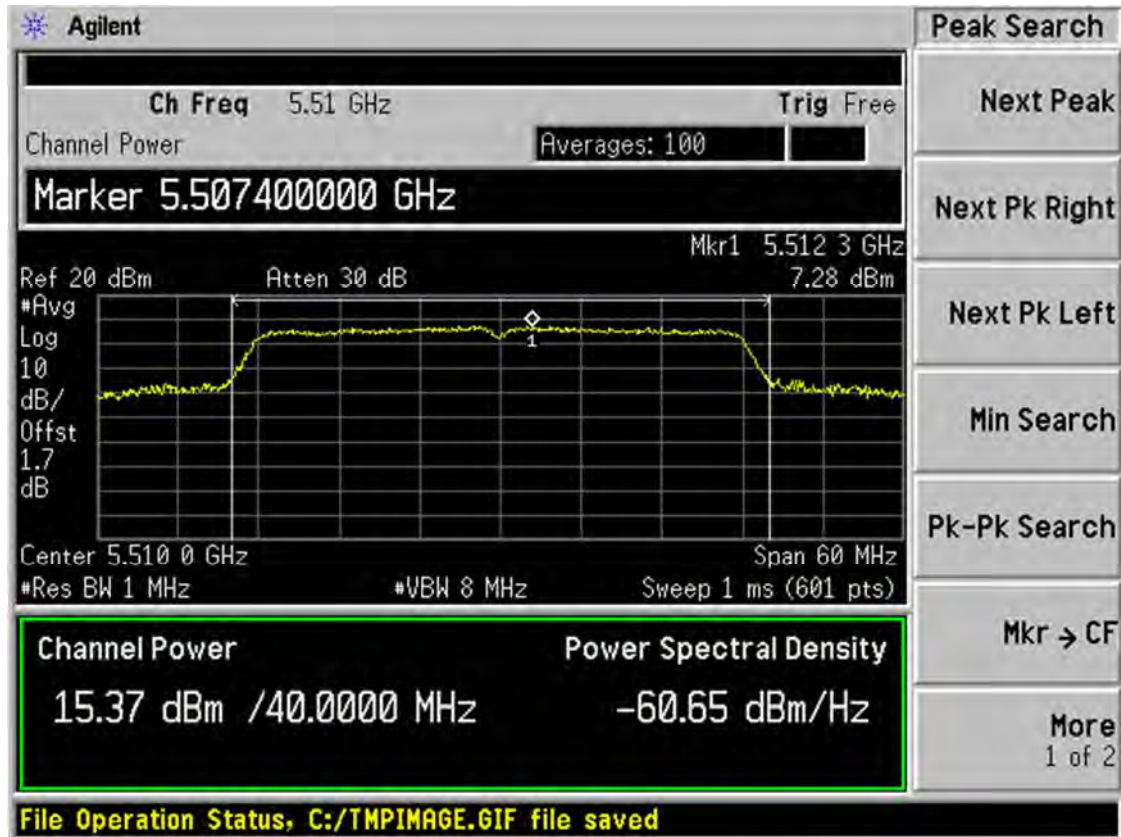 Agilent
Peak Search
Ch Freq 5.51 GHz
Trig Free
Channel Power
Averages: 100
Marker 5.507400000 GHz
Mkr1 5.512 3 GHz
Ref 20 dBm
Atten 30 dB
7.28 dBm
#Avg
Log
10
dB/
Offst
1.7
dB
1
Center 5.510 0 GHz
Span 60 MHz
#Res BW 1 MHz
#VBW 8 MHz
Sweep 1 ms (601 pts)
Channel Power
Power Spectral Density
15.37 dBm /40.0000 MHz
-60.65 dBm/Hz
File Operation Status, C:/TMPIMAGE.GIF file saved
Next Peak
Next Pk Right
Next Pk Left
Min Search
Pk-Pk Search
Mkr → CF
More
1 of 2